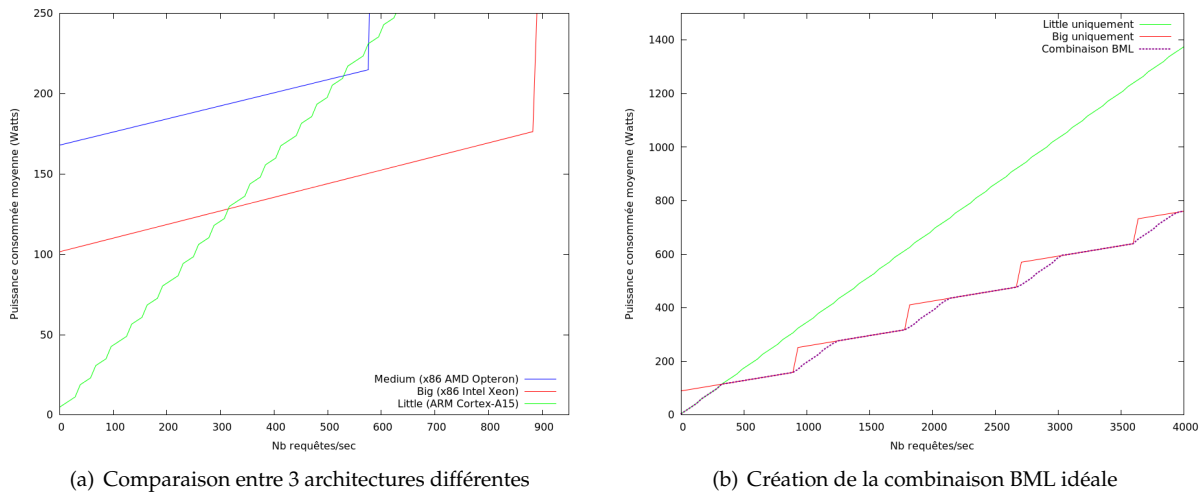 250
200
150
100
50
0
Puissance consommée moyenne (Watts)
0 100 200 300 400 500 600 700 800 900
Nb requêtes/sec
Medium (x86 AMD Opteron)
Big (x86 Intel Xeon)
Little (ARM Cortex-A15)
(a) Comparaison entre 3 architectures différentes
1400
1200
1000
800
600
400
200
0
Puissance consommée moyenne (Watts)
0 500 1000 1500 2000 2500 3000 3500 4000
Nb requêtes/sec
Little uniquement
Big uniquement
Combinaison BML
(b) Création de la combinaison BML idéale